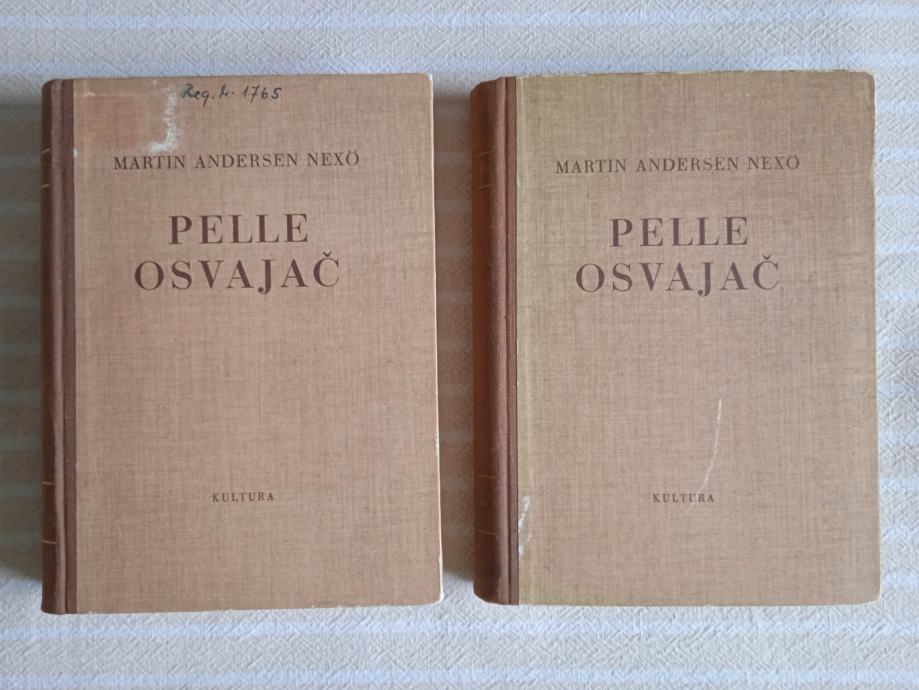 Reg. br. 1765
MARTIN ANDERSEN NEXÖ
PELLE
OSVAJAČ
KULTURA
MARTIN ANDERSEN NEXÖ
PELLE
OSVAJAČ
KULTURA